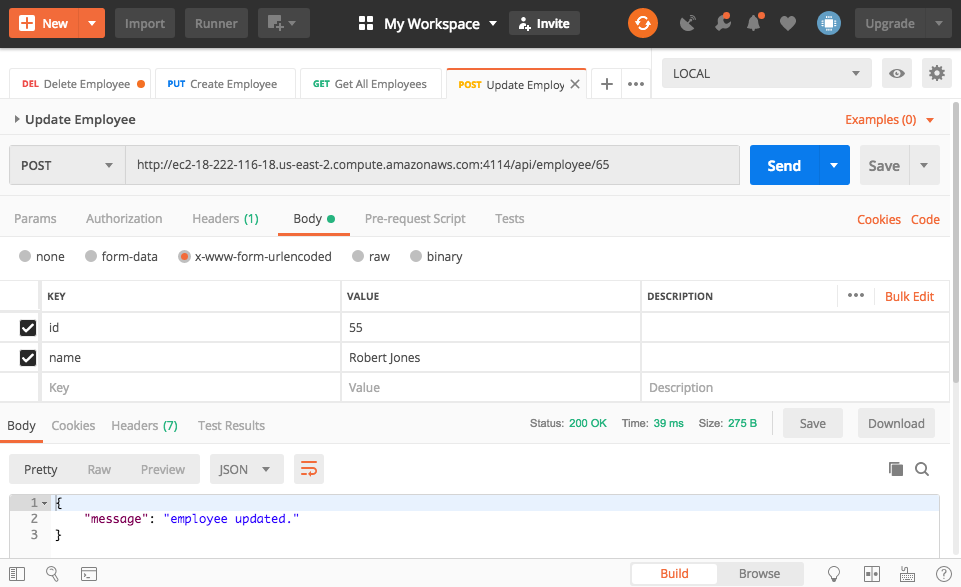 New Import Runner My Workspace Invite Upgrade
DEL Delete Employee PUT Create Employee GET Get All Employees POST Update Employ LOCAL
Update Employee Examples (0)
POST http://ec2-18-222-116-18.us-east-2.compute.amazonaws.com:4114/api/employee/65 Send Save
Params Authorization Headers (1) Body Pre-request Script Tests Cookies Code
none form-data x-www-form-urlencoded raw binary
KEY VALUE DESCRIPTION Bulk Edit
id 55
name Robert Jones
Key Value Description
Body Cookies Headers (7) Test Results Status: 200 OK Time: 39 ms Size: 275 B Save Download
Pretty Raw Preview JSON
1 {
2 "message": "employee updated."
3 }
Build Browse